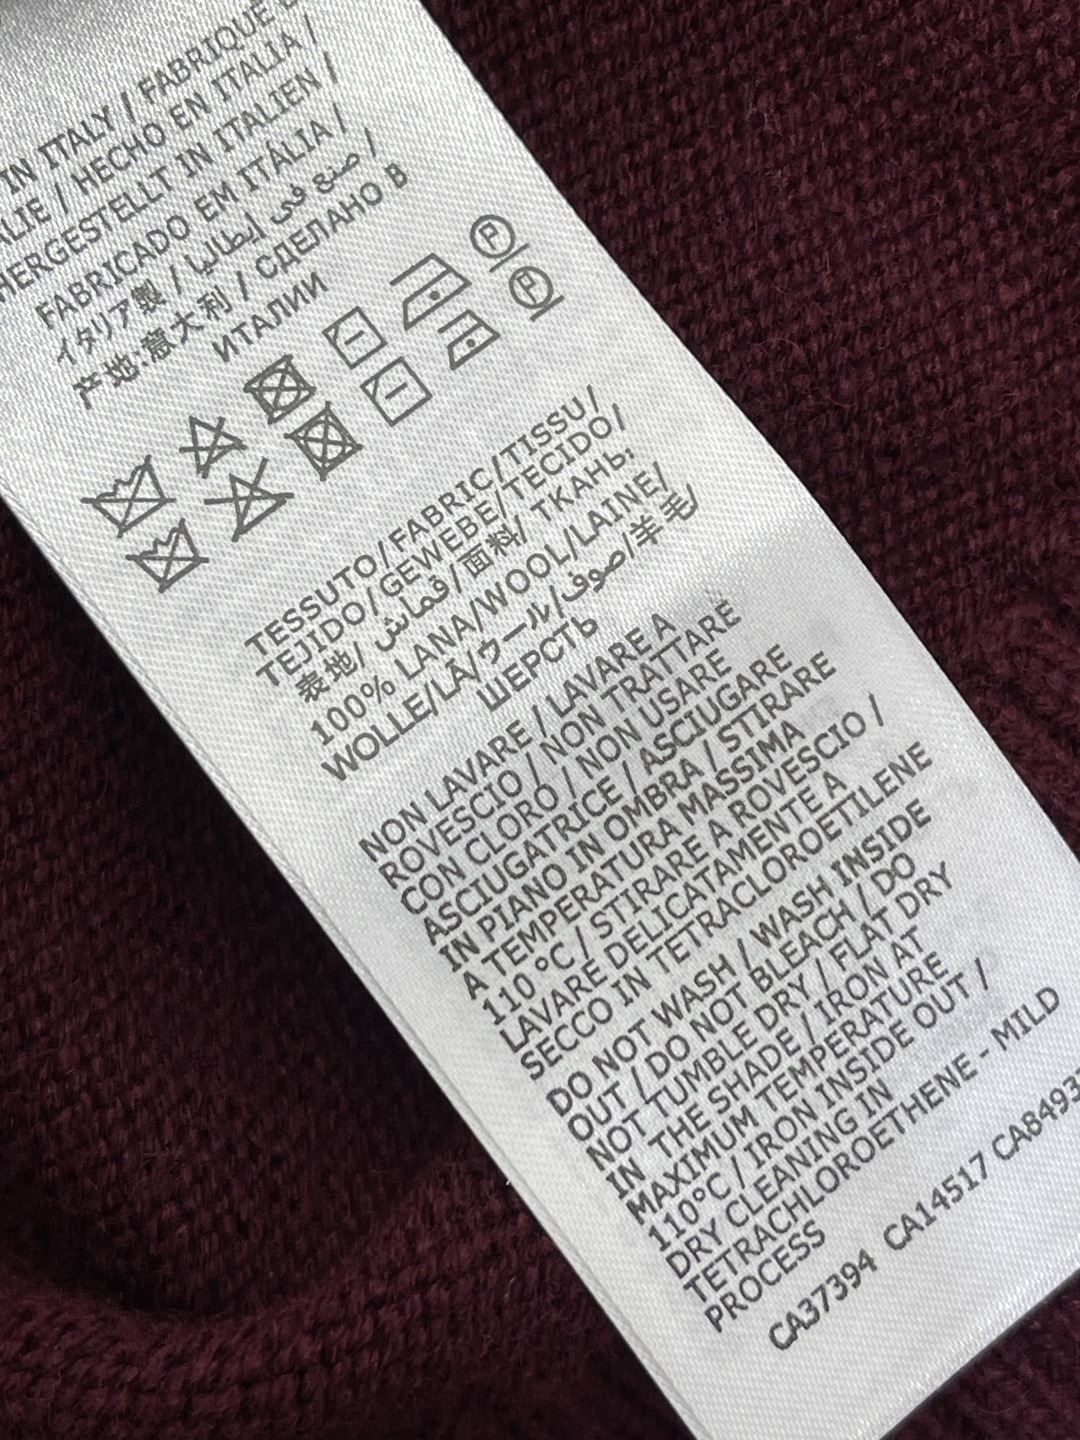 IN ITALY / FABRIQUÉ
/ HECHO EN ITALIA /
HERGESTELLT IN ITALIEN /
FABRICADO EM ITÁLIA /
イタリア製 / صنع في إيطاليا /
产地:意大利 / СДЕЛАНО В
ИТАЛИИ
P
P
TESSUTO/FABRIC/TISSU/
TEJIDO/GEWEBE/TECIDO/
表地/ قماش/面料/ ТКАНЬ:
100% LANA/WOOL/LAINE/
WOLLE/LÃ/ウール/صوف/羊毛/
ШЕРСТЬ
NON LAVARE / LAVARE A
ROVESCIO / NON TRATTARE
CON CLORO / NON USARE
ASCIUGATRICE / ASCIUGARE
IN PIANO IN OMBRA / STIRARE
A TEMPERATURA MASSIMA
110 °C / STIRARE A ROVESCIO /
LAVARE DELICATAMENTE A
SECCO IN TETRACLOROETILENE
DO NOT WASH / WASH INSIDE
OUT / DO NOT BLEACH / DO
NOT TUMBLE DRY / FLAT DRY
IN THE SHADE / IRON AT
MAXIMUM TEMPERATURE
110°C / IRON INSIDE OUT /
DRY CLEANING IN
TETRACHLOROETHENE - MILD
PROCESS
CA37394 CA14517